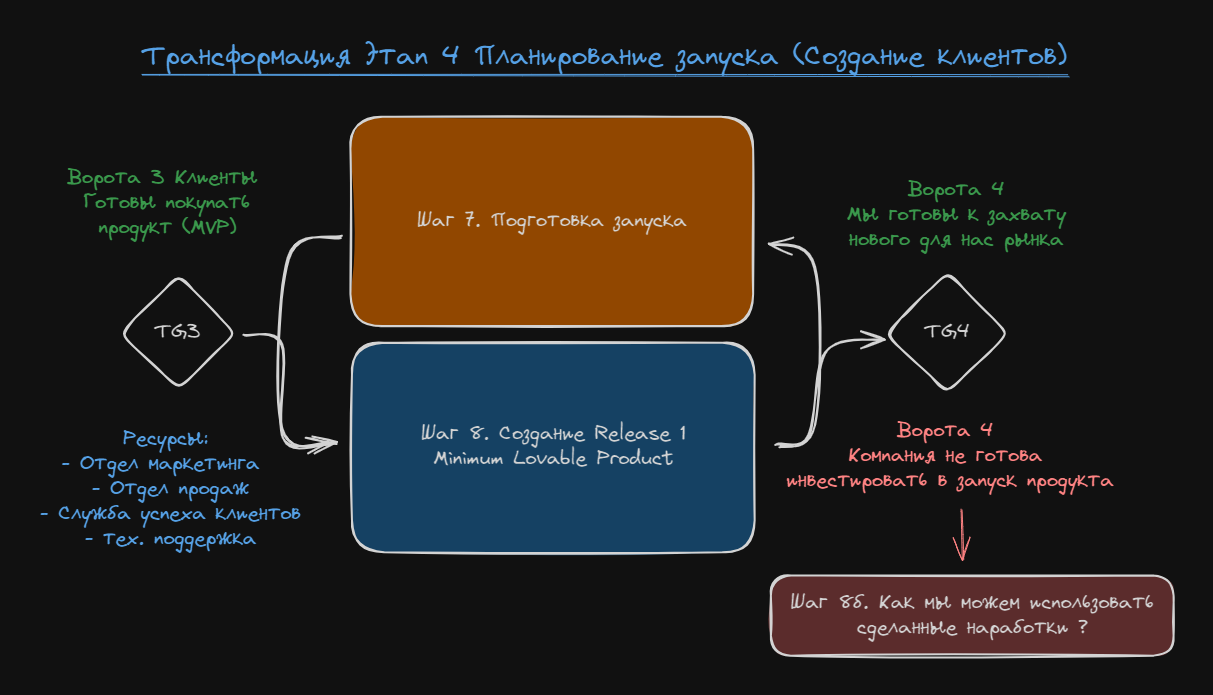 Трансформация Этап 4 Планирование запуска (Создание клиентов)
Ворота 3 Клиенты
Готовы покупать
продукт (MVP)
TG3
Ресурсы:
- Отдел маркетинга
- Отдел продаж
- Служба успеха клиентов
- Тех. поддержка
Шаг 7. Подготовка запуска
Шаг 8. Создание Release 1
Minimum Lovable Product
Ворота 4
Мы готовы к захвату
нового для нас рынка
TG4
Ворота 4
Компания не готова
инвестировать в запуск продукта
Шаг 8б. Как мы можем использовать
сделанные наработки ?